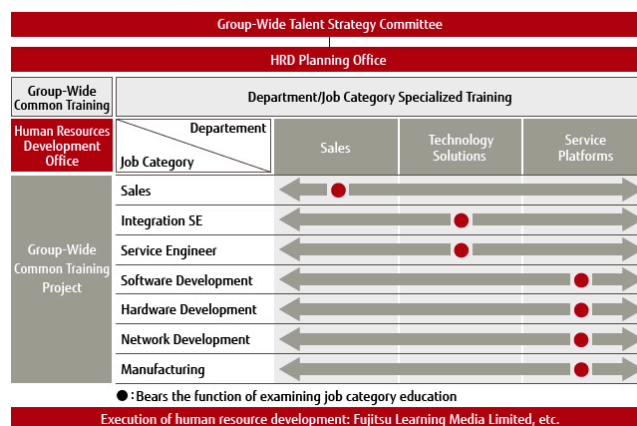 Group-Wide Talent Strategy Committee
HRD Planning Office
Group-Wide
Common Training
Department/Job Category Specialized Training
Human Resources
Development
Office
Departement
Job Category
Sales
Technology
Solutions
Service
Platforms
Group-Wide
Common Training
Project
Sales
Integration SE
Service Engineer
Software Development
Hardware Development
Network Development
Manufacturing
●:Bears the function of examining job category education
Execution of human resource development: Fujitsu Learning Media Limited, etc.